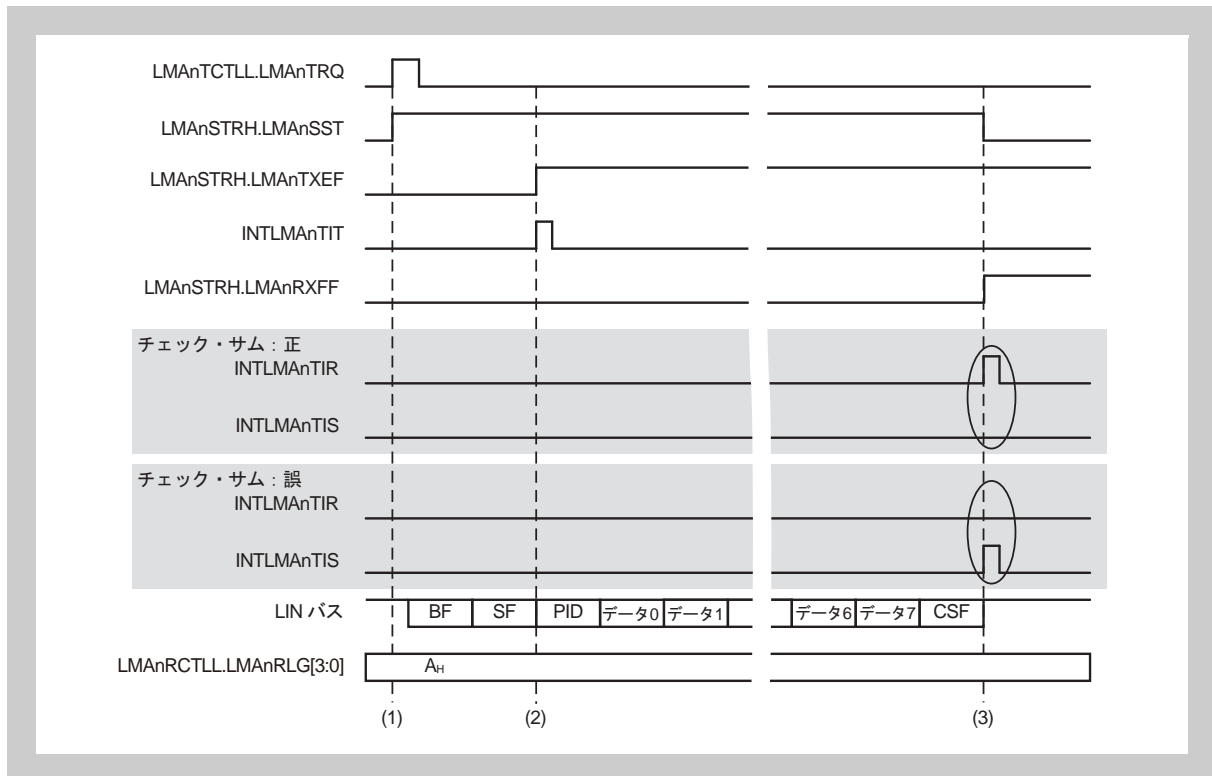 LMAnTCTLL.LMAnTRQ
LMAnSTRH.LMAnSST
LMAnSTRH.LMAnTXEF
INTLMAnTIT
LMAnSTRH.LMAnRXFF
チェック・サム：正
INTLMAnTIR
INTLMAnTIS
チェック・サム：誤
INTLMAnTIR
INTLMAnTIS
LIN バス BF SF PID データ0 データ1 データ6 データ7 CSF
LMAnRCTLL.LMAnRLG[3:0] AH
(1) (2) (3)